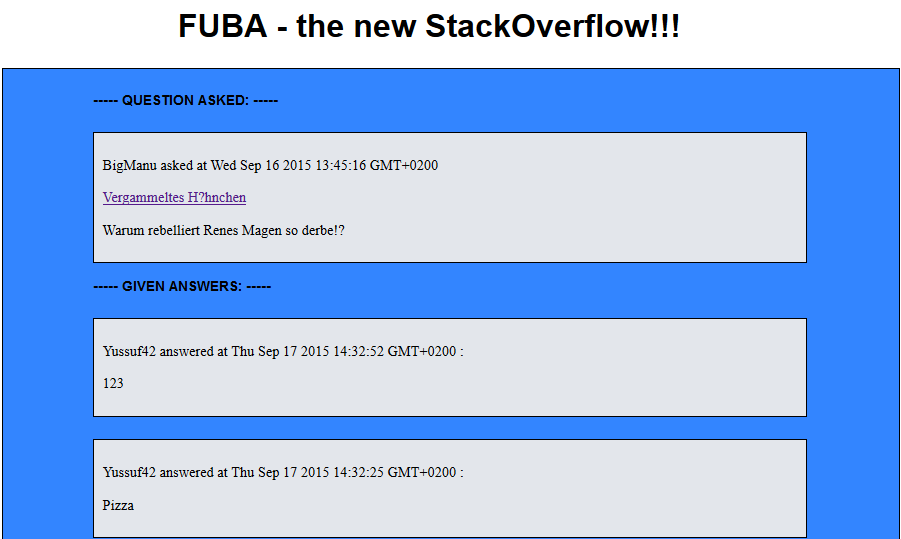 FUBA - the new StackOverflow!!!
----- QUESTION ASKED: -----
BigManu asked at Wed Sep 16 2015 13:45:16 GMT+0200
Vergammeltes H?hnchen
Warum rebelliert Renes Magen so derbe!?
----- GIVEN ANSWERS: -----
Yussuf42 answered at Thu Sep 17 2015 14:32:52 GMT+0200 :
123
Yussuf42 answered at Thu Sep 17 2015 14:32:25 GMT+0200 :
Pizza